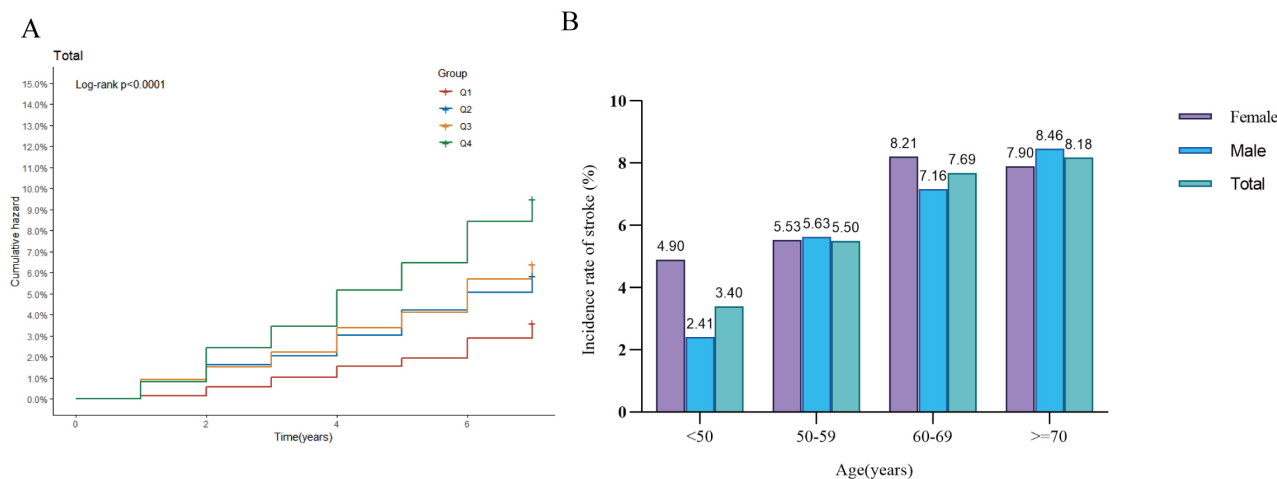 A
Total
Log-rank p<0.0001
Group
Q1
Q2
Q3
Q4
15.0%
14.0%
13.0%
12.0%
11.0%
10.0%
9.0%
8.0%
7.0%
6.0%
5.0%
4.0%
3.0%
2.0%
1.0%
0.0%
Cumulative hazard
0 2 4 6
Time(years)
B
Female
Male
Total
10
8
6
4
2
0
Incidence rate of stroke (%)
4.90 2.41 3.40
5.53 5.63 5.50
8.21 7.16 7.69
7.90 8.46 8.18
<50 50-59 60-69 >=70
Age(years)